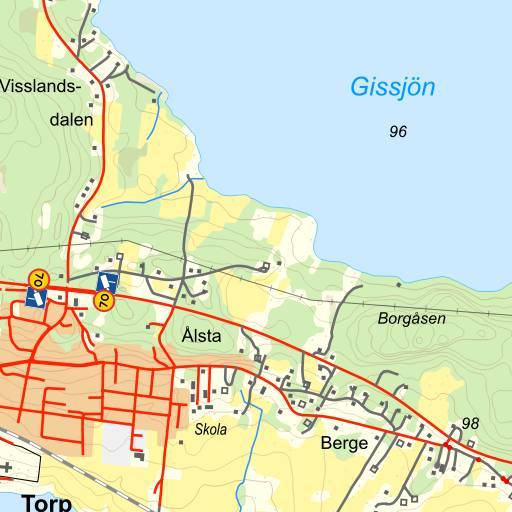 Visslands-
dalen
Gissjön
96
70
70
Borgåsen
Ålsta
Skola
Berge
98
Torp